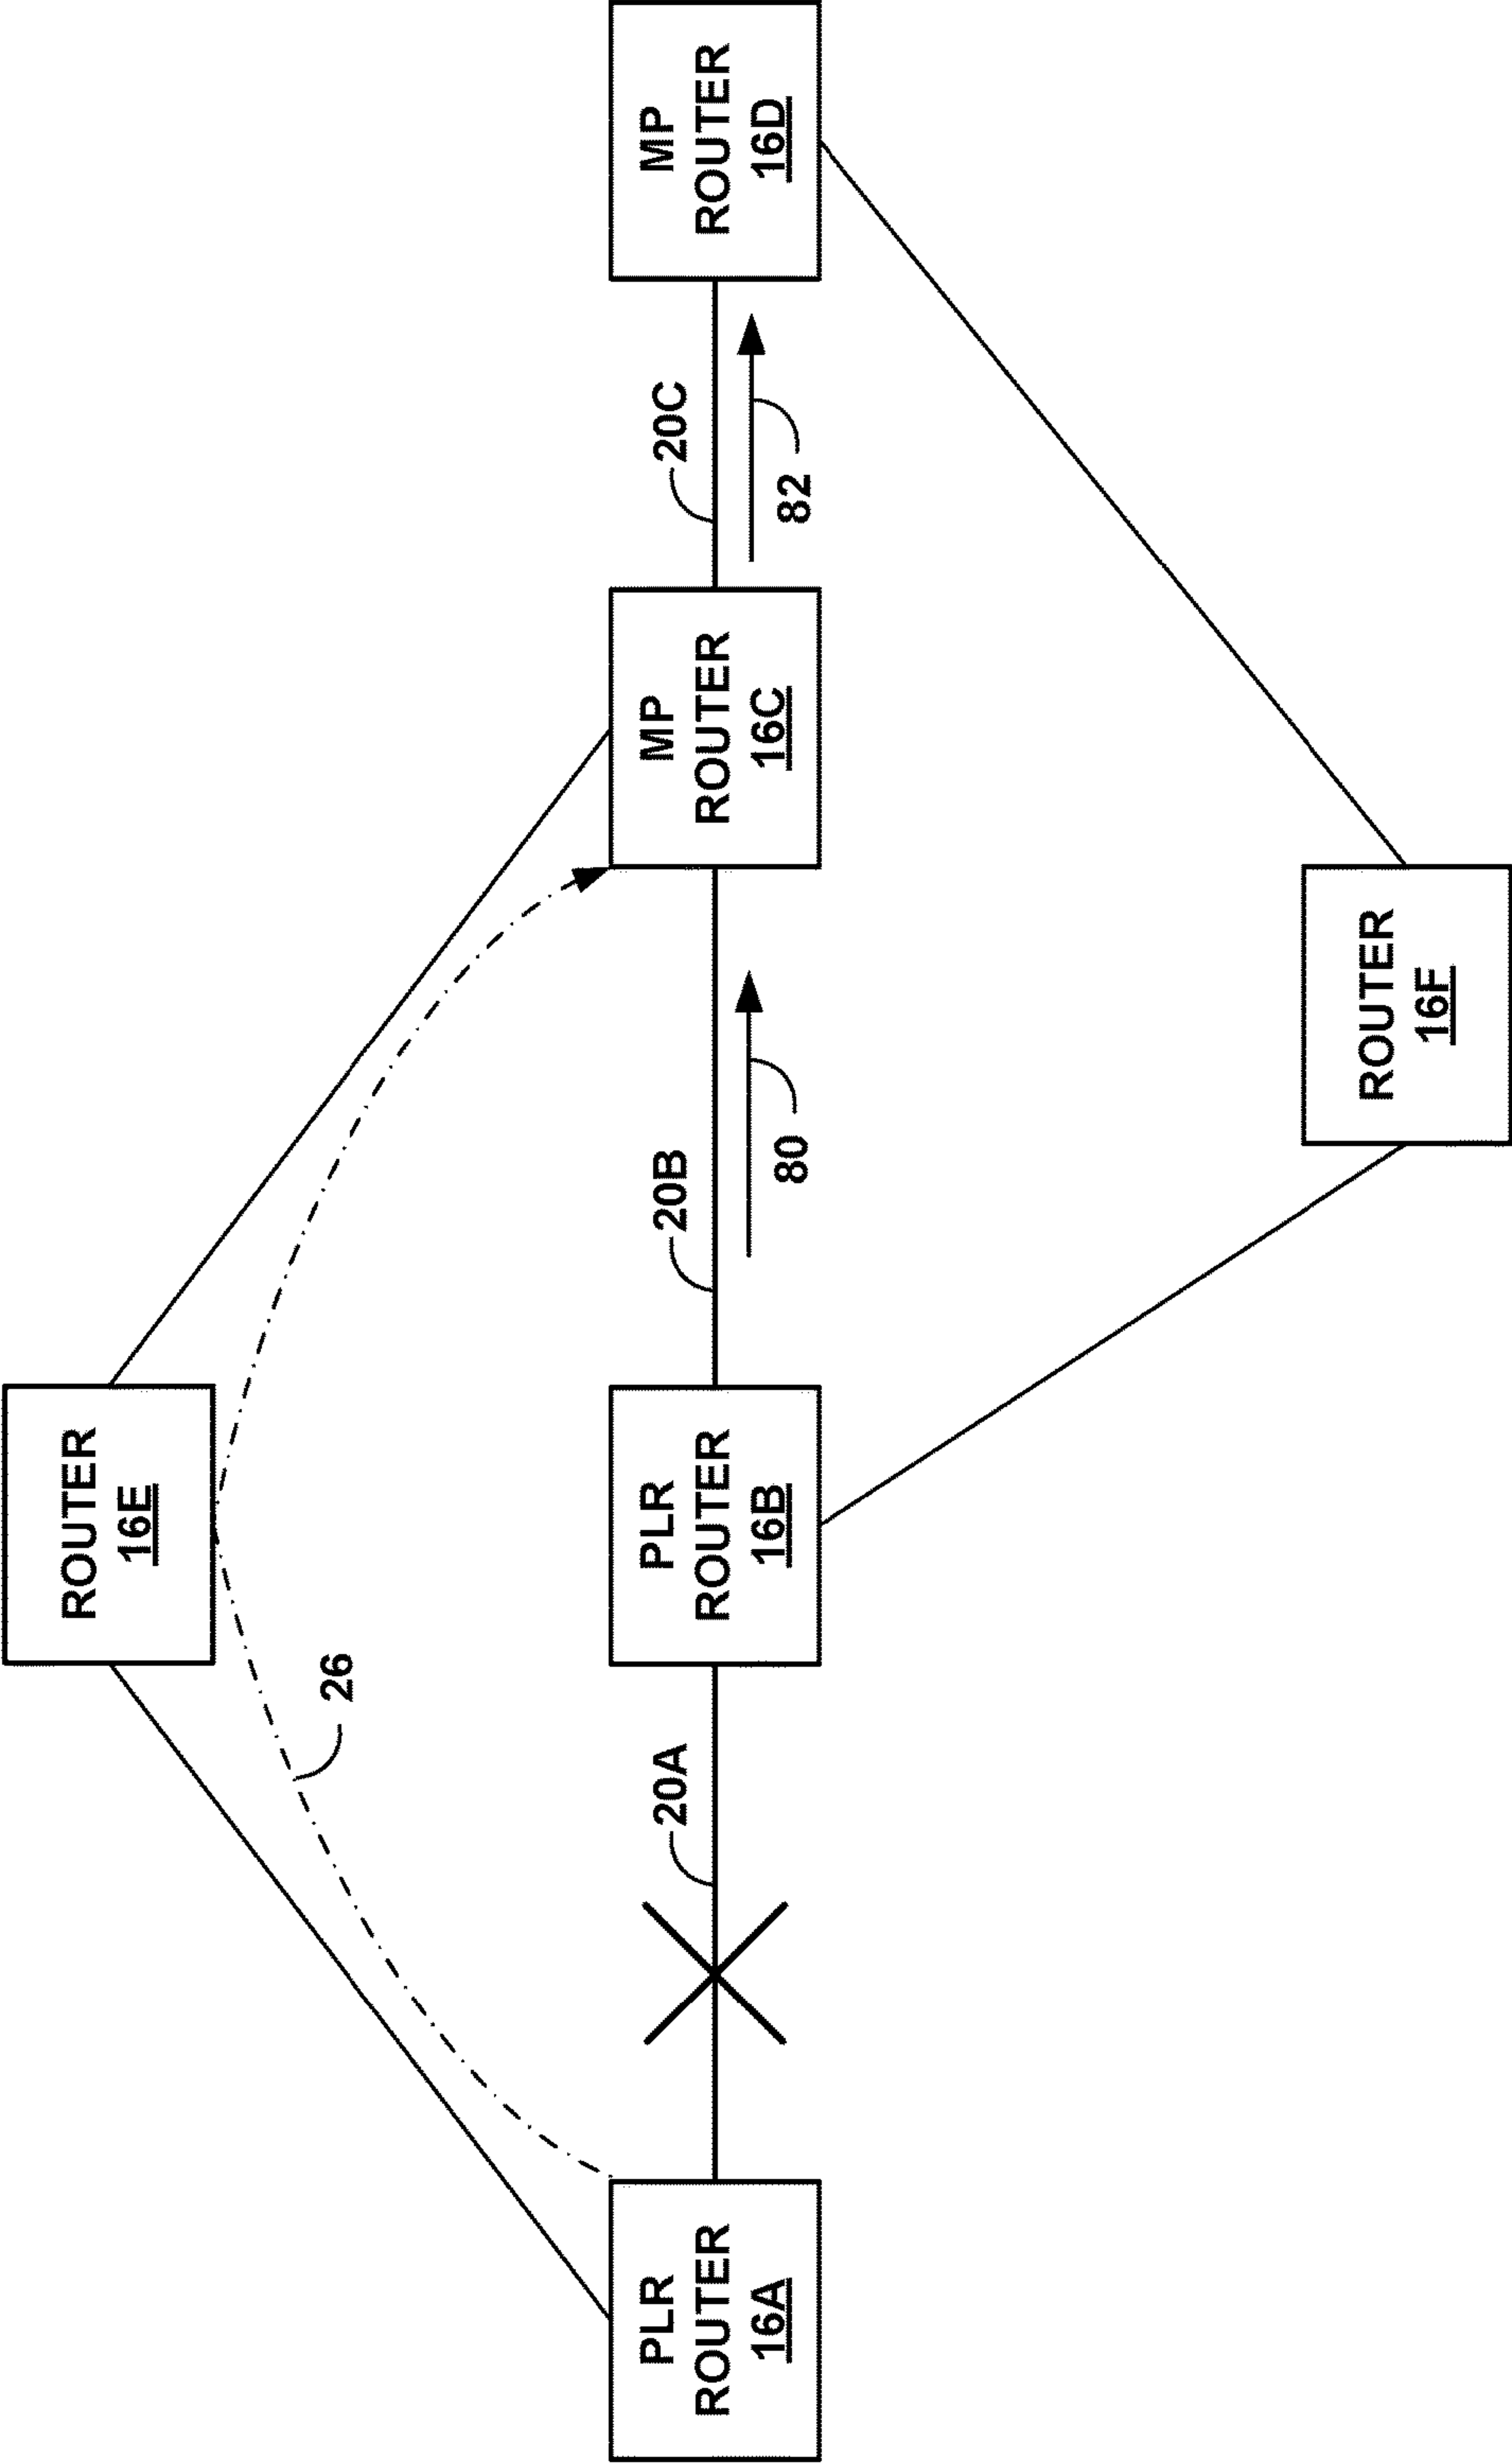 ROUTER
16E
26
20A
20B
20C
PLR
ROUTER
16A
PLR
ROUTER
16B
MP
ROUTER
16C
MP
ROUTER
16D
80
82
ROUTER
16F